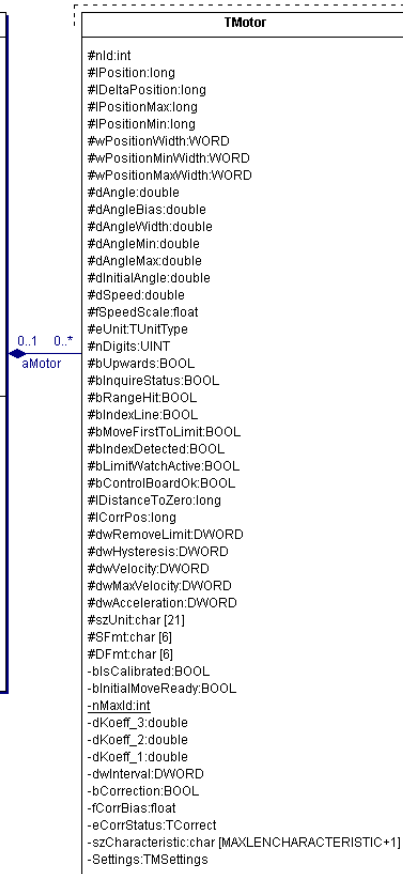 TMotor
#nId:int
#lPosition:long
#lDeltaPosition:long
#lPositionMax:long
#lPositionMin:long
#wPositionWidth:WORD
#wPositionMinWidth:WORD
#wPositionMaxWidth:WORD
#dAngle:double
#dAngleBias:double
#dAngleWidth:double
#dAngleMin:double
#dAngleMax:double
#dInitialAngle:double
#dSpeed:double
#fSpeedScale:float
#eUnit:TUnitType
#nDigits:UINT
#bUpwards:BOOL
#bInquireStatus:BOOL
#bRangeHit:BOOL
#bIndexLine:BOOL
#bMoveFirstToLimit:BOOL
#bIndexDetected:BOOL
#bLimitWatchActive:BOOL
#bControlBoardOk:BOOL
#lDistanceToZero:long
#lCorrPos:long
#dwRemoveLimit:DWORD
#dwHysteresis:DWORD
#dwVelocity:DWORD
#dwMaxVelocity:DWORD
#dwAcceleration:DWORD
#szUnit:char [21]
#SFmt:char [6]
#DFmt:char [6]
-bIsCalibrated:BOOL
-bInitialMoveReady:BOOL
-nMaxId:int
-dKoeff_3:double
-dKoeff_2:double
-dKoeff_1:double
-dwInterval:DWORD
-bCorrection:BOOL
-fCorrBias:float
-eCorrStatus:TCorrect
-szCharacteristic:char [MAXLENCHARACTERISTIC+1]
-Settings:TMSettings
0..1 0..*
aMotor